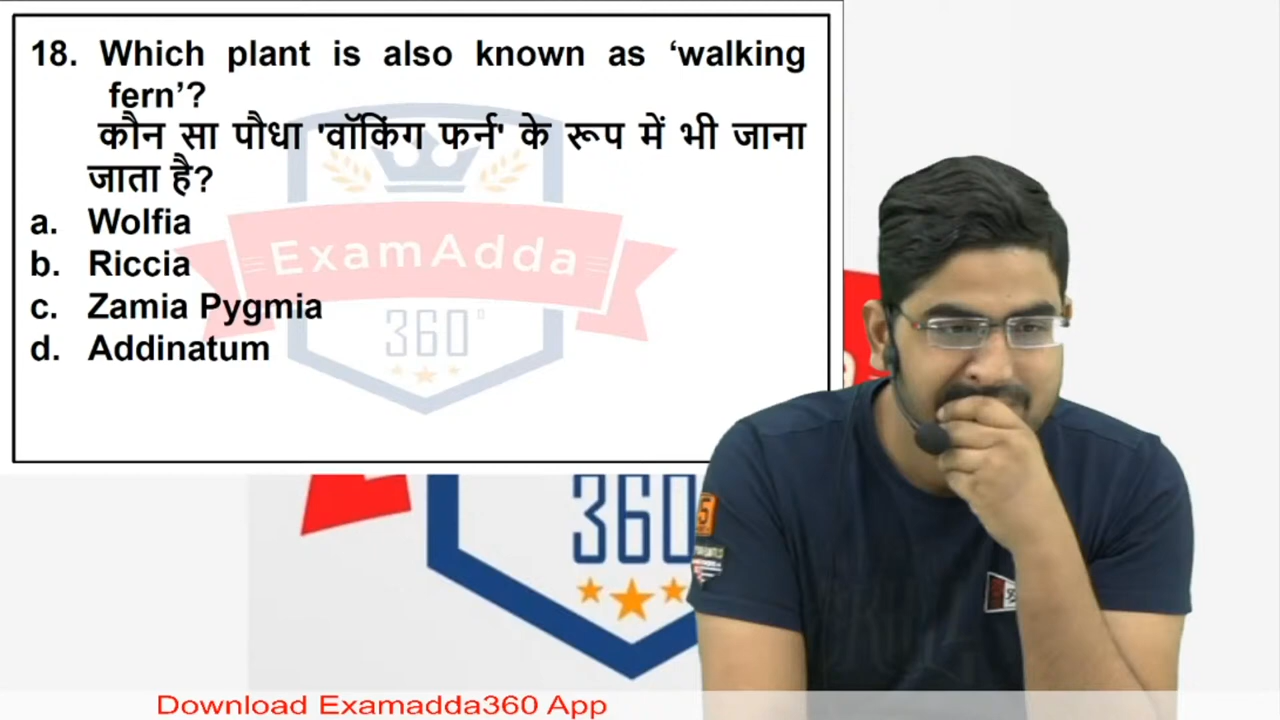 18. Which plant is also known as ‘walking
fern’?
कौन सा पौधा 'वॉकिंग फर्न' के रूप में भी जाना
जाता है?
a. Wolfia
b. Riccia
c. Zamia Pygmia
d. Addinatum
ExamAdda
360°
360
Download Examadda360 App